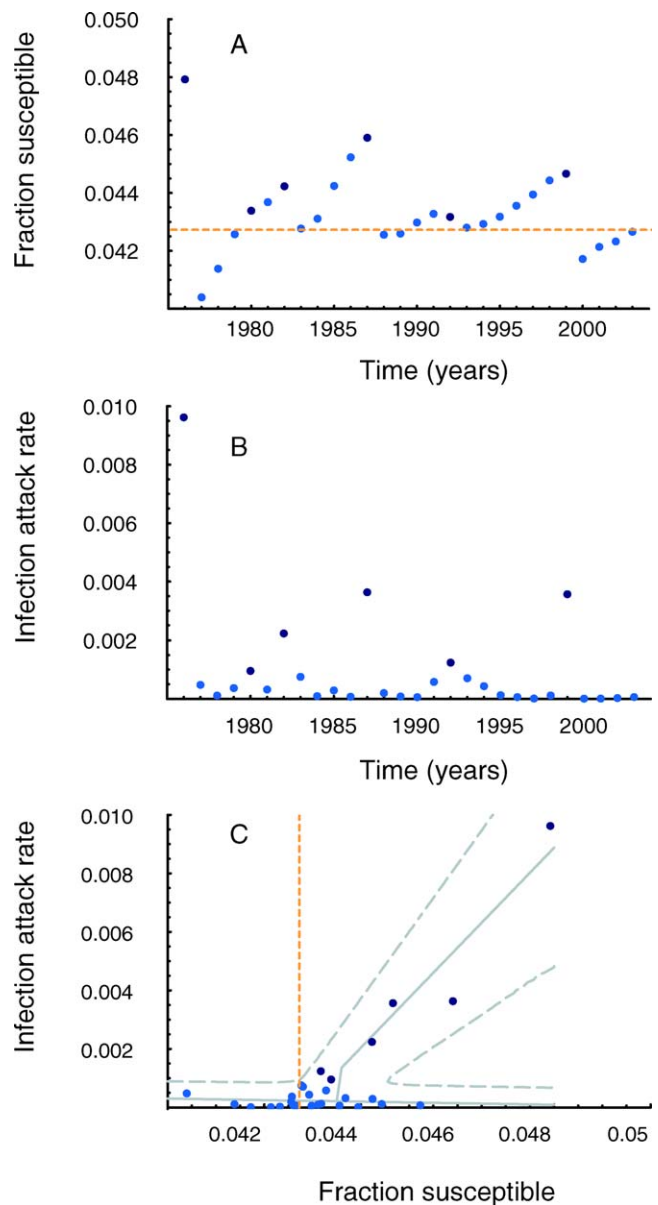 A
Fraction susceptible
0.050
0.048
0.046
0.044
0.042
1980 1985 1990 1995 2000
Time (years)
B
Infection attack rate
0.010
0.008
0.006
0.004
0.002
1980 1985 1990 1995 2000
Time (years)
C
Infection attack rate
0.010
0.008
0.006
0.004
0.002
0.042 0.044 0.046 0.048 0.05
Fraction susceptible